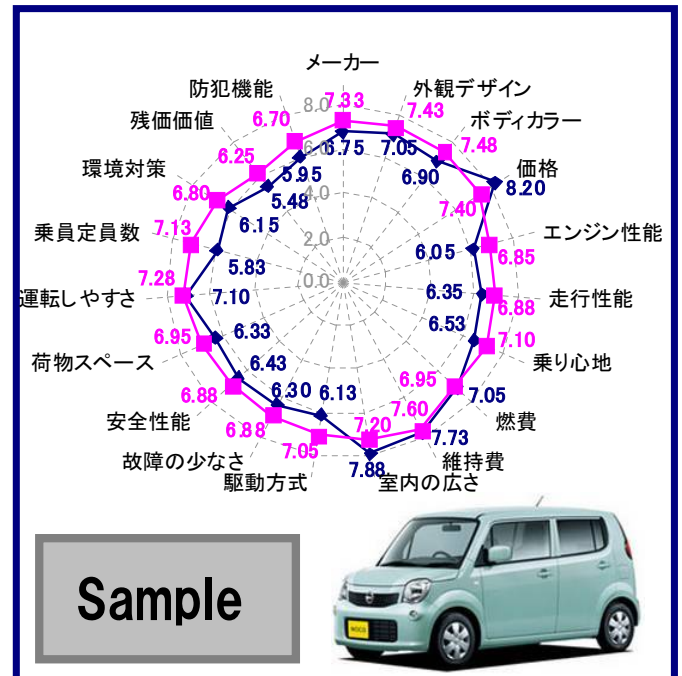 メーカー
外観デザイン
ボディカラー
価格
エンジン性能
走行性能
乗り心地
燃費
維持費
室内の広さ
駆動方式
故障の少なさ
安全性能
荷物スペース
運転しやすさ
乗員定員数
環境対策
残価価値
防犯機能
8.0
6.0
4.0
2.0
0.0
7.33
7.43
7.48
7.40
6.85
6.88
7.10
6.95
7.60
7.20
7.05
6.88
6.88
6.95
7.28
7.13
6.80
6.25
6.70
6.75
7.05
6.90
8.20
6.05
6.35
6.53
7.05
7.73
7.88
6.13
6.30
6.43
6.33
7.10
5.83
6.15
5.48
5.95
Sample
MOCO